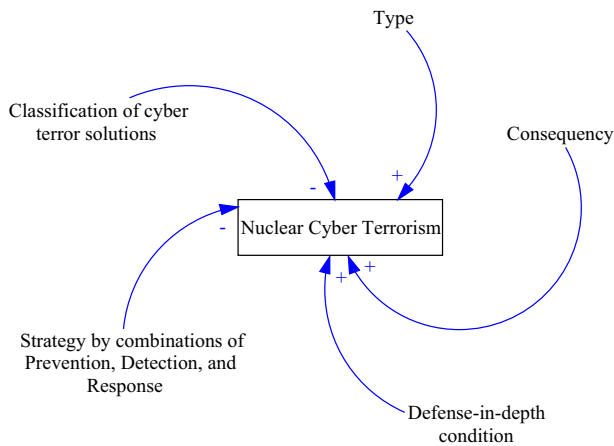 Type
Classification of cyber
terror solutions
Consequency
-
+
Nuclear Cyber Terrorism
-
+
+
Strategy by combinations of
Prevention, Detection, and
Response
Defense-in-depth
condition